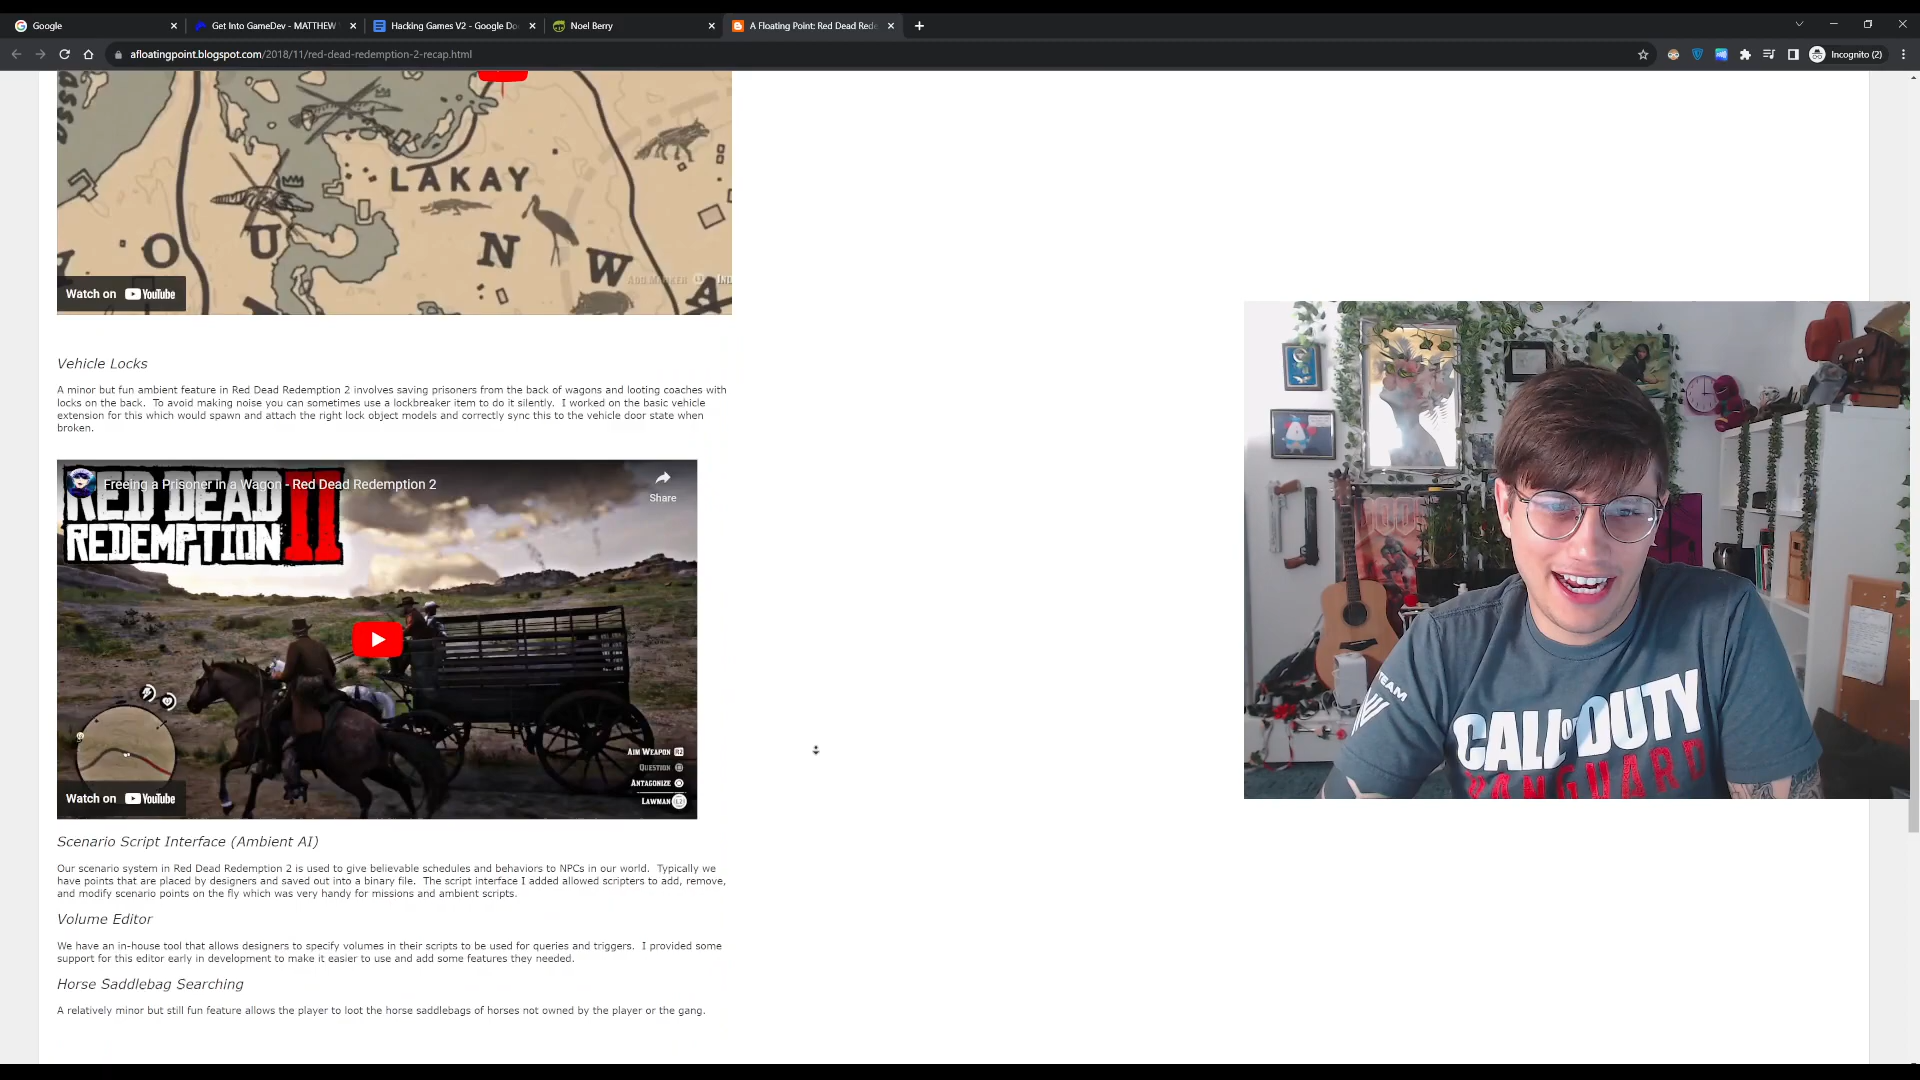 Google
Get Into GameDev - MATTHEW
Hacking Games V2 - Google Do
Noel Berry
A Floating Point: Red Dead Rede
afloatingpoint.blogspot.com/2018/11/red-dead-redemption-2-recap.html
Incognito (2)
LAKAY
O U N W A
Watch on YouTube
Vehicle Locks
A minor but fun ambient feature in Red Dead Redemption 2 involves saving prisoners from the back of wagons and looting coaches with
locks on the back. To avoid making noise you can sometimes use a lockbreaker item to do it silently. I worked on the basic vehicle
extension for this which would spawn and attach the right lock object models and correctly sync this to the vehicle door state when
broken.
Freeing a Prisoner in a Wagon - Red Dead Redemption 2
Share
RED DEAD
REDEMPTION II
AIM WEAPON R2
QUESTION
ANTAGONIZE
LAWMAN L2
Watch on YouTube
Scenario Script Interface (Ambient AI)
Our scenario system in Red Dead Redemption 2 is used to give believable schedules and behaviors to NPCs in our world. Typically we
have points that are placed by designers and saved out into a binary file. The script interface I added allowed scripters to add, remove,
and modify scenario points on the fly which was very handy for missions and ambient scripts.
Volume Editor
We have an in-house tool that allows designers to specify volumes in their scripts to be used for queries and triggers. I provided some
support for this editor early in development to make it easier to use and add some features they needed.
Horse Saddlebag Searching
A relatively minor but still fun feature allows the player to loot the horse saddlebags of horses not owned by the player or the gang.
TEAM
CALL OF DUTY
VANGUARD